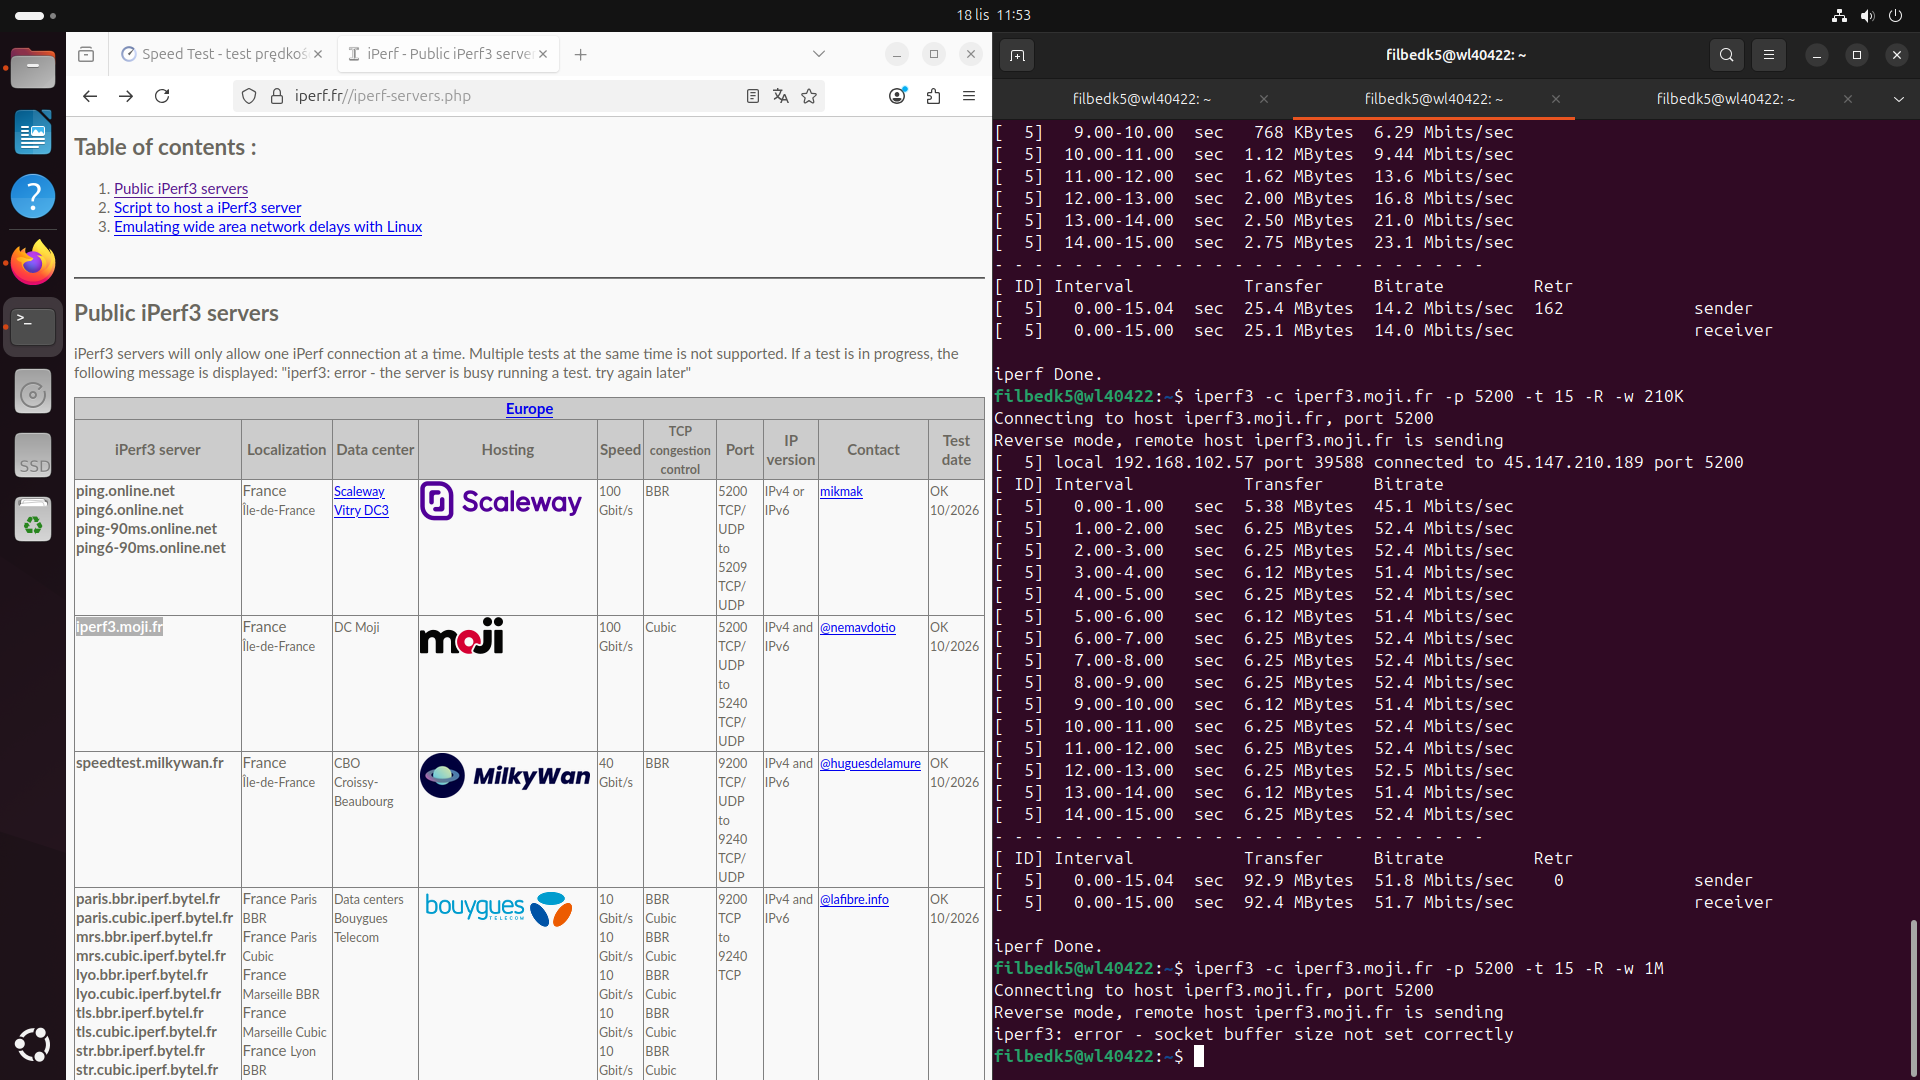 18 lis 11:53
Speed Test - test prędkoś
iPerf - Public iPerf3 serve
iperf.fr//iperf-servers.php
Table of contents :
1. Public iPerf3 servers
2. Script to host a iPerf3 server
3. Emulating wide area network delays with Linux
Public iPerf3 servers
iPerf3 servers will only allow one iPerf connection at a time. Multiple tests at the same time is not supported. If a test is in progress, the
following message is displayed: "iperf3: error - the server is busy running a test. try again later"
Europe
iPerf3 server
Localization
Data center
Hosting
Speed
TCP
congestion
control
Port
IP
version
Contact
Test
date
ping.online.net
ping6.online.net
ping-90ms.online.net
ping6-90ms.online.net
France
Île-de-France
Scaleway
Vitry DC3
Scaleway
100
Gbit/s
BBR
5200
TCP/
UDP
to
5209
TCP/
UDP
IPv4 or
IPv6
mikmak
OK
10/2026
iperf3.moji.fr
France
Île-de-France
DC Moji
moji
100
Gbit/s
Cubic
5200
TCP/
UDP
to
5240
TCP/
UDP
IPv4 and
IPv6
@nemavdotio
OK
10/2026
speedtest.milkywan.fr
France
Île-de-France
CBO
Croissy-
Beaubourg
MilkyWan
40
Gbit/s
BBR
9200
TCP/
UDP
to
9240
TCP/
UDP
IPv4 and
IPv6
@huguesdelamure
OK
10/2026
paris.bbr.iperf.bytel.fr
paris.cubic.iperf.bytel.fr
mrs.bbr.iperf.bytel.fr
mrs.cubic.iperf.bytel.fr
lyo.bbr.iperf.bytel.fr
lyo.cubic.iperf.bytel.fr
tls.bbr.iperf.bytel.fr
tls.cubic.iperf.bytel.fr
str.bbr.iperf.bytel.fr
str.cubic.iperf.bytel.fr
France Paris
BBR
France Paris
Cubic
France
Marseille BBR
France
Marseille Cubic
France Lyon
BBR
Data centers
Bouygues
Telecom
bouygues
TELECOM
10
Gbit/s
10
Gbit/s
10
Gbit/s
10
Gbit/s
10
Gbit/s
BBR
Cubic
BBR
Cubic
BBR
Cubic
BBR
Cubic
BBR
Cubic
9200
TCP
to
9240
TCP
IPv4 and
IPv6
@lafibre.info
OK
10/2026
SSD
filbedk5@wl40422: ~
filbedk5@wl40422: ~
filbedk5@wl40422: ~
filbedk5@wl40422: ~
[  5]   9.00-10.00  sec   768 KBytes  6.29 Mbits/sec
[  5]  10.00-11.00  sec  1.12 MBytes  9.44 Mbits/sec
[  5]  11.00-12.00  sec  1.62 MBytes  13.6 Mbits/sec
[  5]  12.00-13.00  sec  2.00 MBytes  16.8 Mbits/sec
[  5]  13.00-14.00  sec  2.50 MBytes  21.0 Mbits/sec
[  5]  14.00-15.00  sec  2.75 MBytes  23.1 Mbits/sec
- - - - - - - - - - - - - - - - - - - - - - - - -
[ ID] Interval           Transfer     Bitrate         Retr
[  5]   0.00-15.04  sec  25.4 MBytes  14.2 Mbits/sec  162             sender
[  5]   0.00-15.00  sec  25.1 MBytes  14.0 Mbits/sec                  receiver
iperf Done.
filbedk5@wl40422:~$ iperf3 -c iperf3.moji.fr -p 5200 -t 15 -R -w 210K
Connecting to host iperf3.moji.fr, port 5200
Reverse mode, remote host iperf3.moji.fr is sending
[  5] local 192.168.102.57 port 39588 connected to 45.147.210.189 port 5200
[ ID] Interval           Transfer     Bitrate
[  5]   0.00-1.00   sec  5.38 MBytes  45.1 Mbits/sec
[  5]   1.00-2.00   sec  6.25 MBytes  52.4 Mbits/sec
[  5]   2.00-3.00   sec  6.25 MBytes  52.4 Mbits/sec
[  5]   3.00-4.00   sec  6.12 MBytes  51.4 Mbits/sec
[  5]   4.00-5.00   sec  6.25 MBytes  52.4 Mbits/sec
[  5]   5.00-6.00   sec  6.12 MBytes  51.4 Mbits/sec
[  5]   6.00-7.00   sec  6.25 MBytes  52.4 Mbits/sec
[  5]   7.00-8.00   sec  6.25 MBytes  52.4 Mbits/sec
[  5]   8.00-9.00   sec  6.25 MBytes  52.4 Mbits/sec
[  5]   9.00-10.00  sec  6.12 MBytes  51.4 Mbits/sec
[  5]  10.00-11.00  sec  6.25 MBytes  52.4 Mbits/sec
[  5]  11.00-12.00  sec  6.25 MBytes  52.4 Mbits/sec
[  5]  12.00-13.00  sec  6.25 MBytes  52.5 Mbits/sec
[  5]  13.00-14.00  sec  6.12 MBytes  51.4 Mbits/sec
[  5]  14.00-15.00  sec  6.25 MBytes  52.4 Mbits/sec
- - - - - - - - - - - - - - - - - - - - - - - - -
[ ID] Interval           Transfer     Bitrate         Retr
[  5]   0.00-15.04  sec  92.9 MBytes  51.8 Mbits/sec    0             sender
[  5]   0.00-15.00  sec  92.4 MBytes  51.7 Mbits/sec                  receiver
iperf Done.
filbedk5@wl40422:~$ iperf3 -c iperf3.moji.fr -p 5200 -t 15 -R -w 1M
Connecting to host iperf3.moji.fr, port 5200
Reverse mode, remote host iperf3.moji.fr is sending
iperf3: error - socket buffer size not set correctly
filbedk5@wl40422:~$